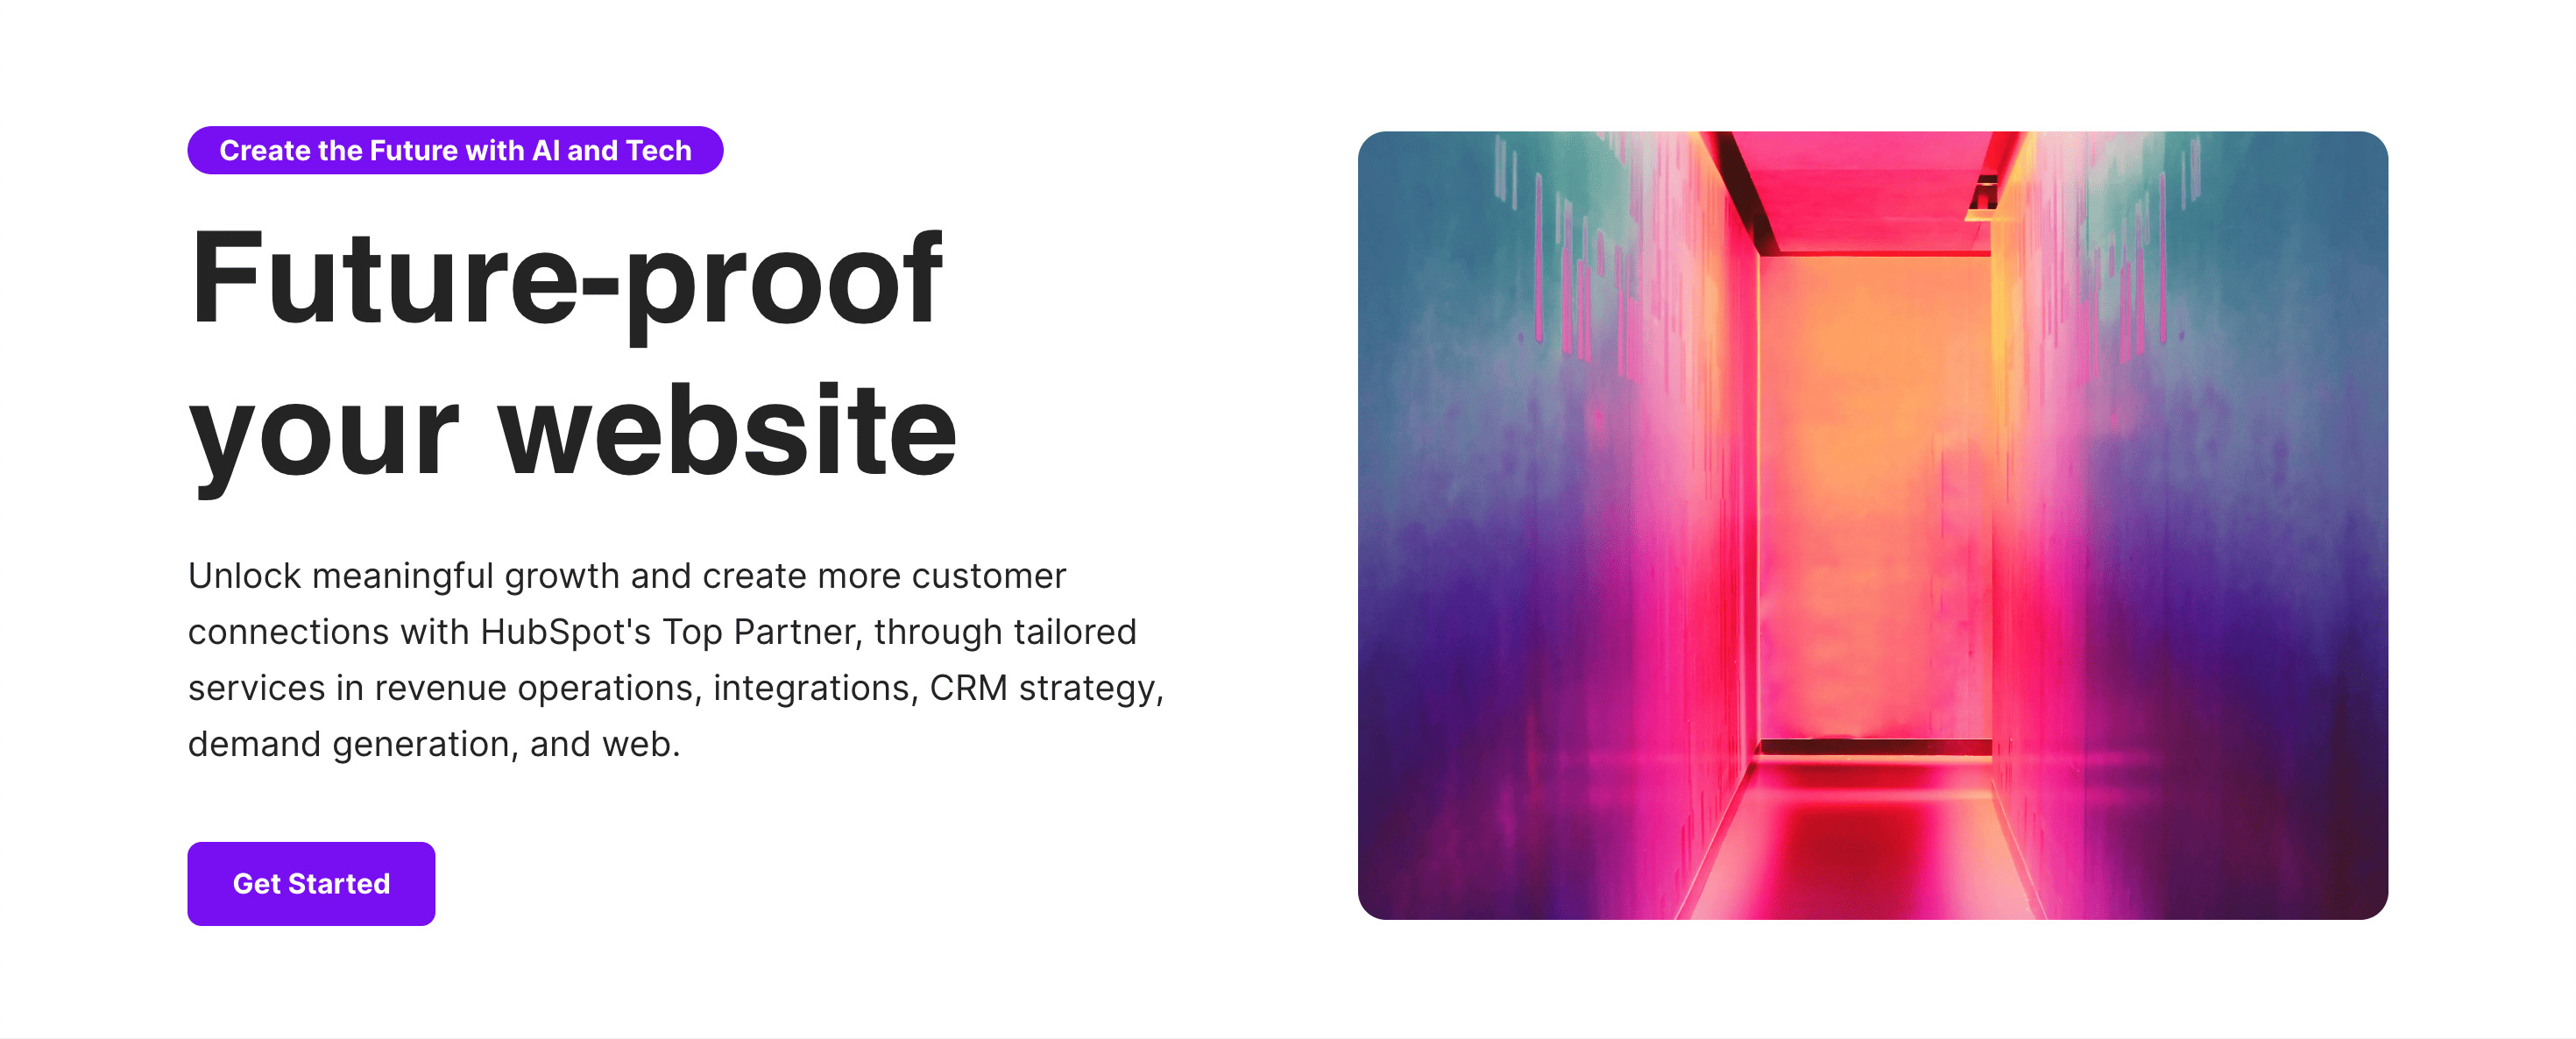 Create the Future with AI and Tech
Future-proof
your website
Unlock meaningful growth and create more customer
connections with HubSpot's Top Partner, through tailored
services in revenue operations, integrations, CRM strategy,
demand generation, and web.
Get Started